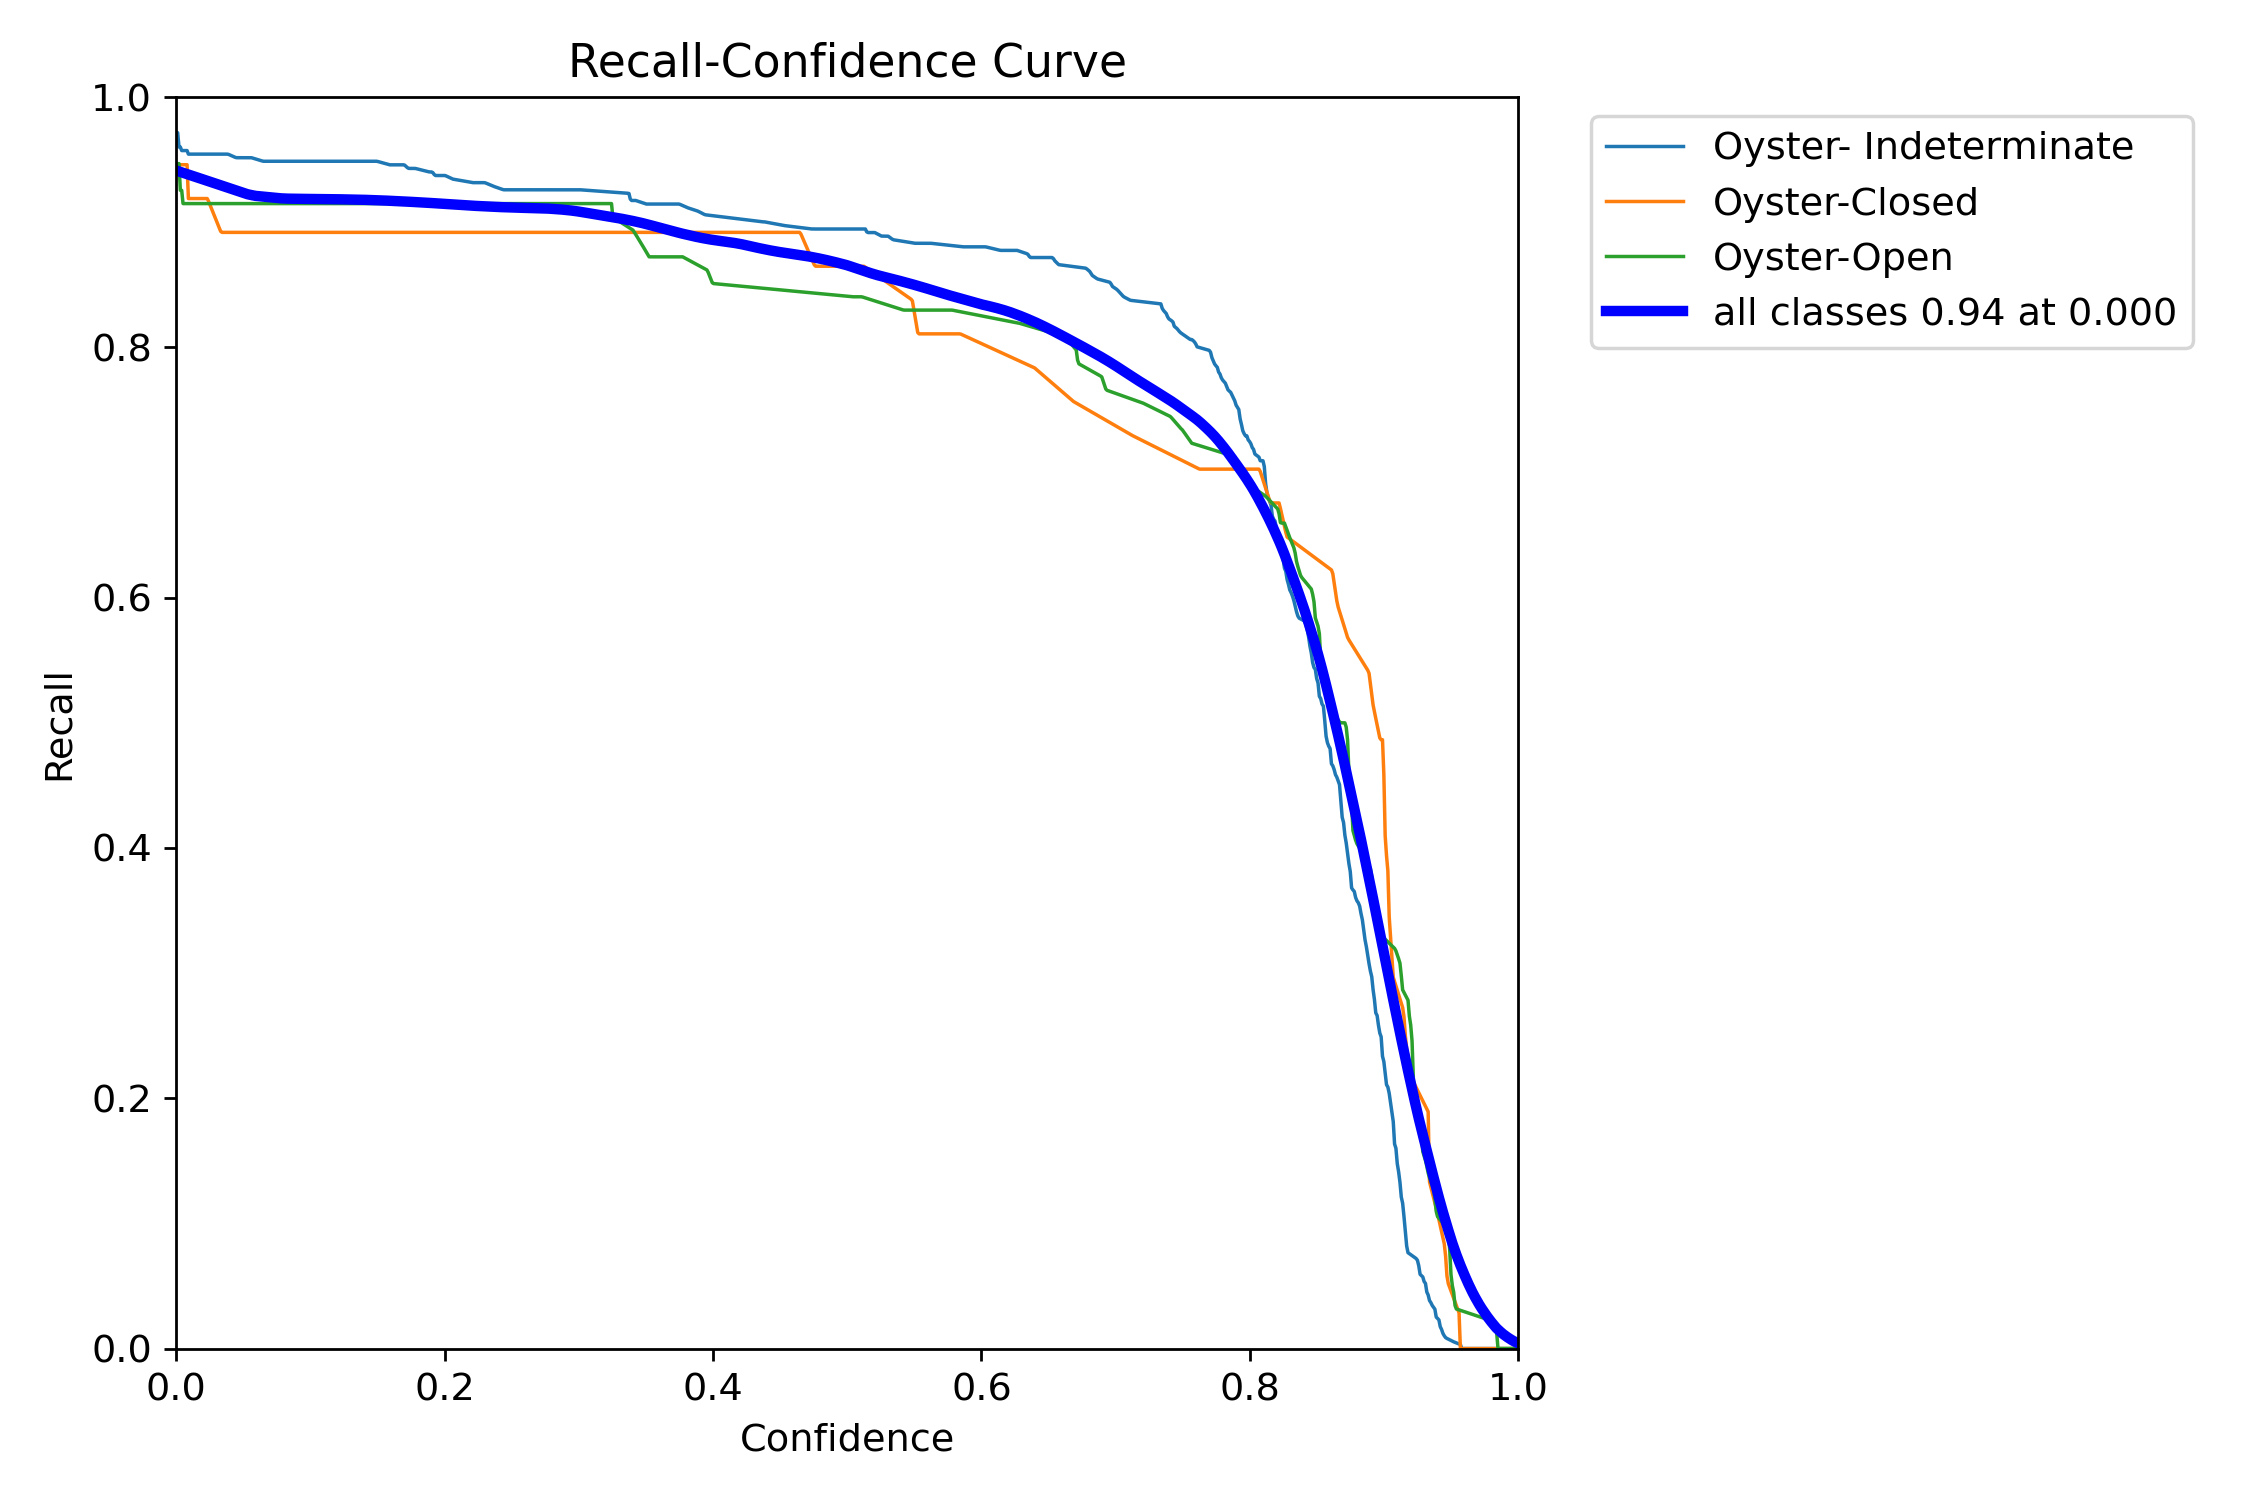 Recall-Confidence Curve
1.0
0.8
0.6
0.4
0.2
0.0
Recall
0.0 0.2 0.4 0.6 0.8 1.0
Confidence
Oyster- Indeterminate
Oyster-Closed
Oyster-Open
all classes 0.94 at 0.000